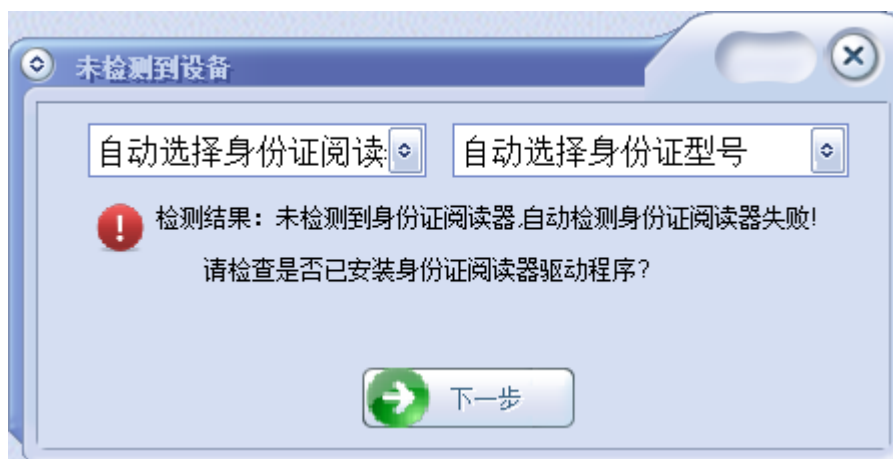 未检测到设备
自动选择身份证阅读
自动选择身份证型号
检测结果：未检测到身份证阅读器,自动检测身份证阅读器失败!
请检查是否已安装身份证阅读器驱动程序?
下一步